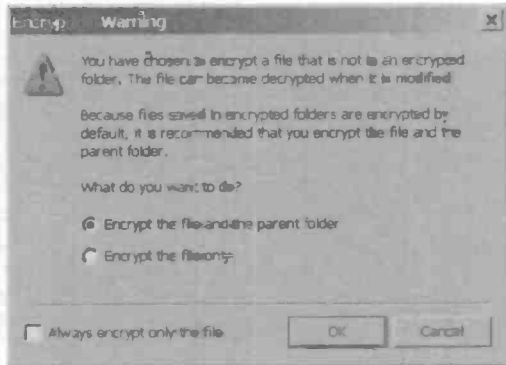 Encryp Warning
You have chosen to encrypt a file that is not in an encrypted
folder. The file can become decrypted when it is modified
Because files saved in encrypted folders are encrypted by
default, it is recommended that you encrypt the file and the
parent folder.
What do you want to do?
Encrypt the file and the parent folder
Encrypt the file only
Always encrypt only the file
OK
Cancel